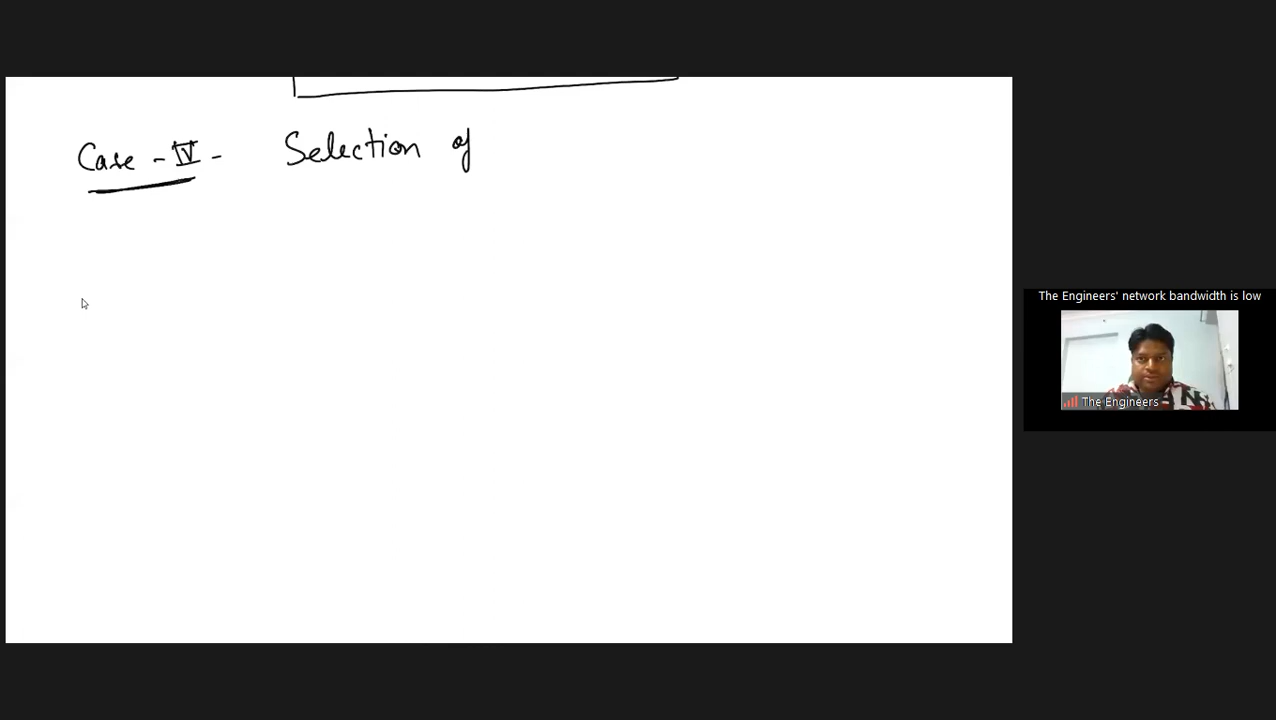 Case - IV - Selection of
The Engineers' network bandwidth is low
The Engineers